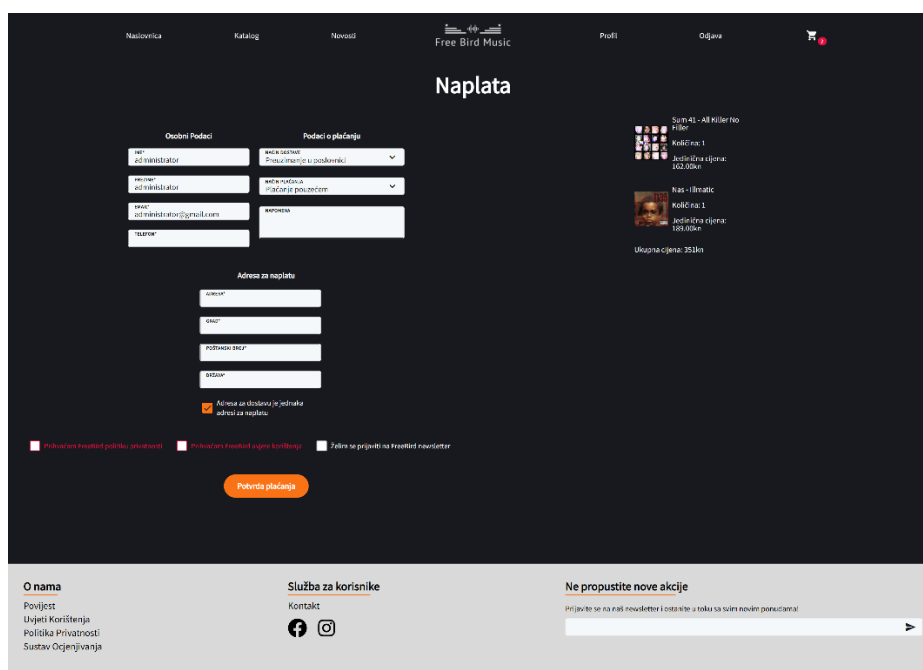 Naslovnica
Katalog
Novosti
Free Bird Music
Profil
Odjava
2
Naplata
Osobni Podaci
IME*
administrator
PREZIME*
administrator
EMAIL*
administrator@gmail.com
TELEFON*
Podaci o plaćanju
NAČIN DOSTAVE
Preuzimanje u poslovnici
NAČIN PLAĆANJA
Plaćanje pouzećem
NAPOMENA
Sum 41 - All Killer No
Filler
Količina: 1
Jedinična cijena:
162.00kn
Nas - Illmatic
Količina: 1
Jedinična cijena:
189.00kn
Ukupna cijena: 351kn
Adresa za naplatu
ADRESA*
GRAD*
POŠTANSKI BROJ*
DRŽAVA*
Adresa za dostavu je jednaka
adresi za naplatu
Prihvaćam FreeBird politiku privatnosti
Prihvaćam FreeBird uvjete korištenja
Želim se prijaviti na FreeBird newsletter
Potvrda plaćanja
O nama
Povijest
Uvjeti Korištenja
Politika Privatnosti
Sustav Ocjenjivanja
Služba za korisnike
Kontakt
Ne propustite nove akcije
Prijavite se na naš newsletter i ostanite u toku sa svim novim ponudama!